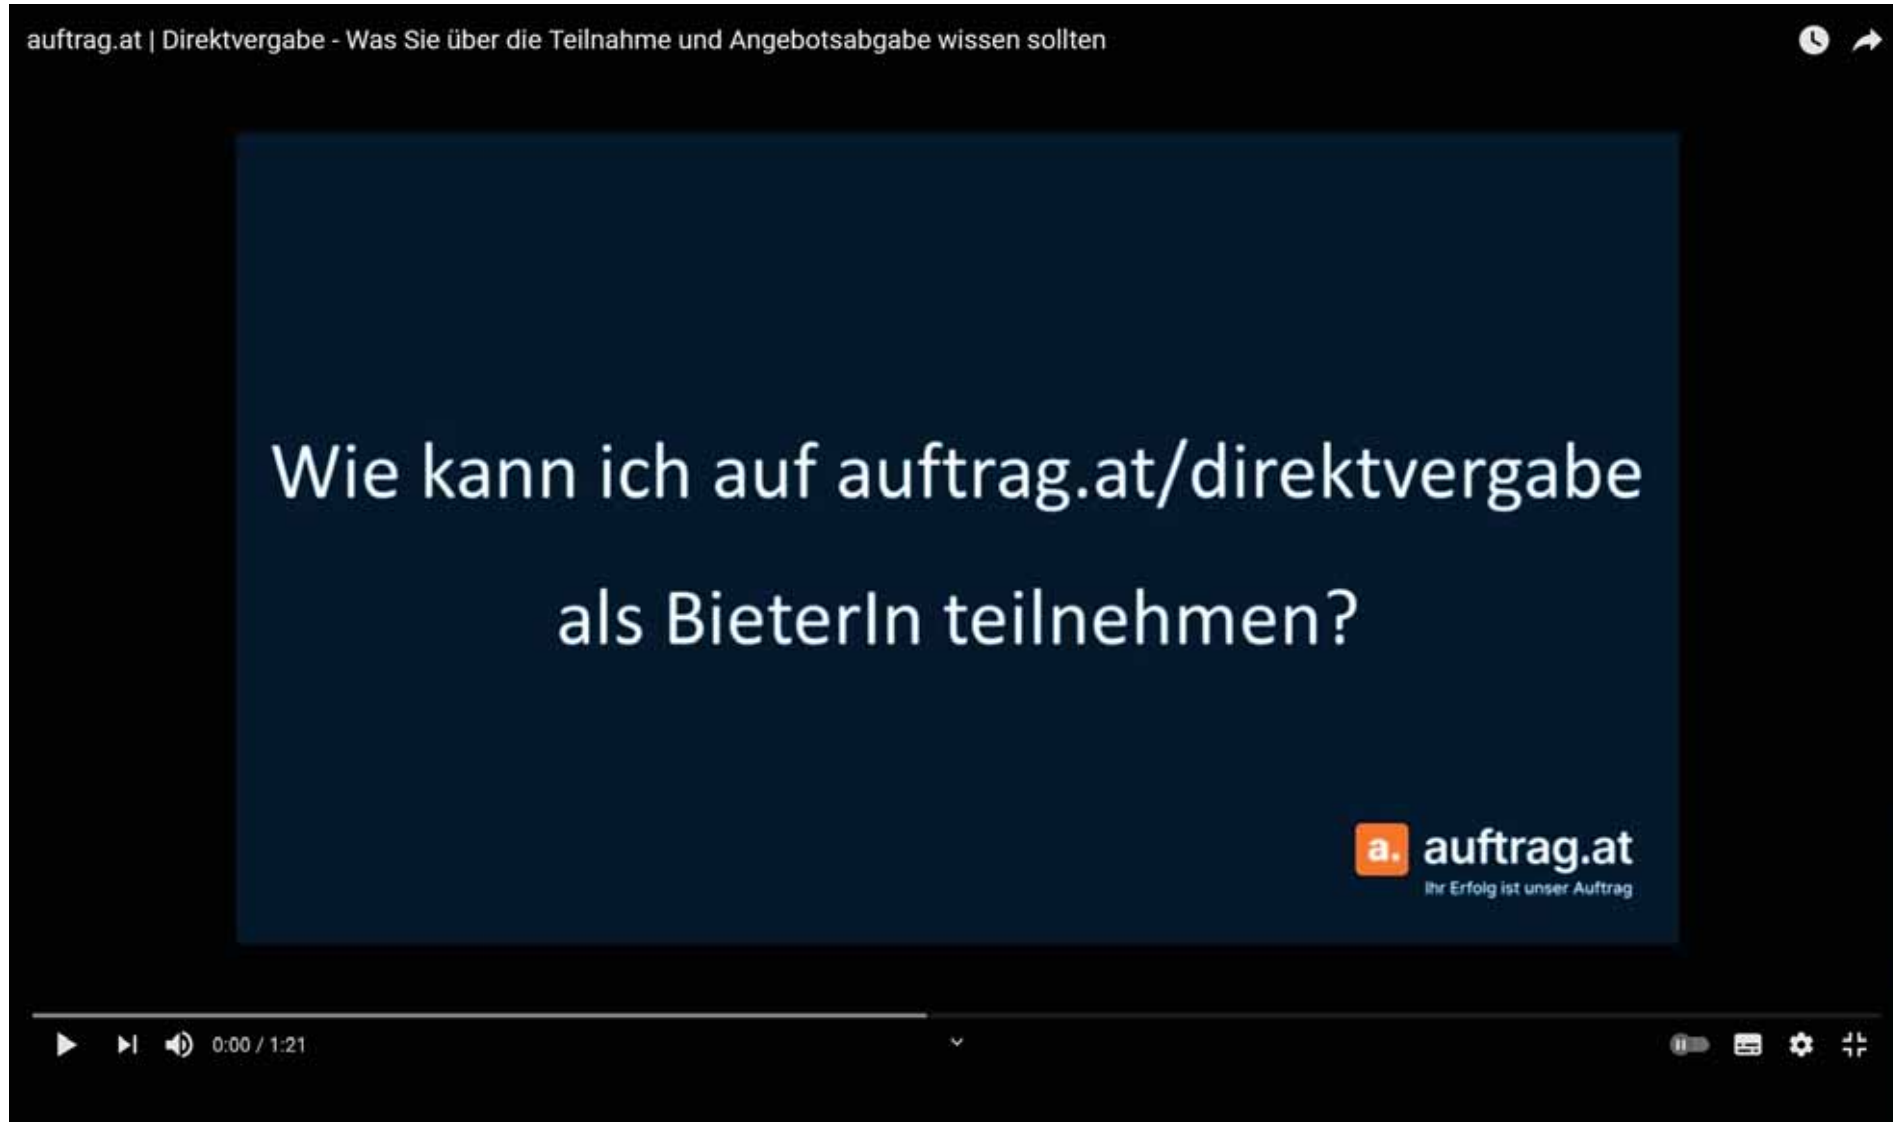 auftrag.at | Direktvergabe - Was Sie über die Teilnahme und Angebotsabgabe wissen sollten
Wie kann ich auf auftrag.at/direktvergabe
als BieterIn teilnehmen?
a. auftrag.at
Ihr Erfolg ist unser Auftrag
0:00 / 1:21